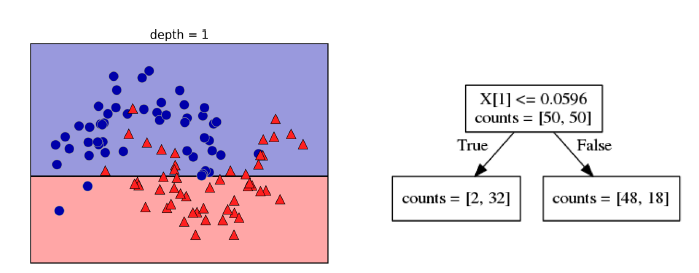 depth = 1
X[1] <= 0.0596
counts = [50, 50]
True
False
counts = [2, 32]
counts = [48, 18]